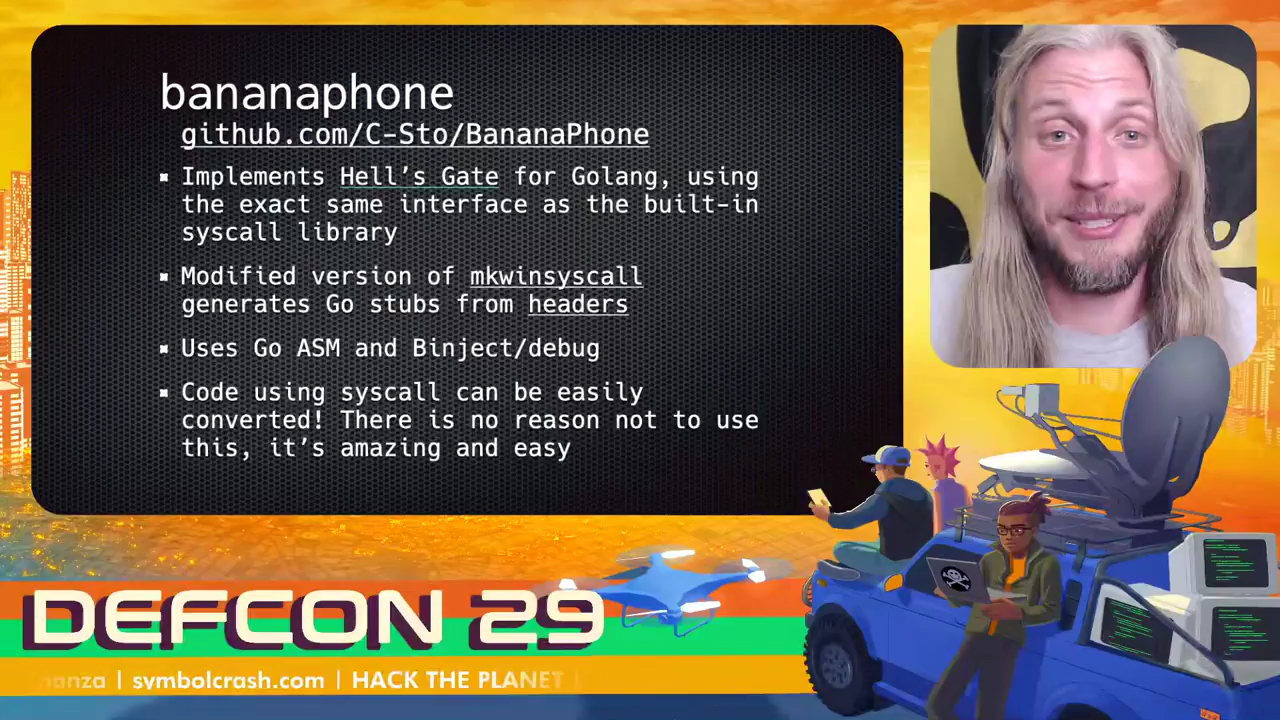 bananaphone
github.com/C-Sto/BananaPhone
Implements Hell’s Gate for Golang, using
the exact same interface as the built-in
syscall library
Modified version of mkwinsyscall
generates Go stubs from headers
Uses Go ASM and Binject/debug
Code using syscall can be easily
converted! There is no reason not to use
this, it’s amazing and easy
DEFCON 29
nanza | symbolcrash.com | HACK THE PLANET |